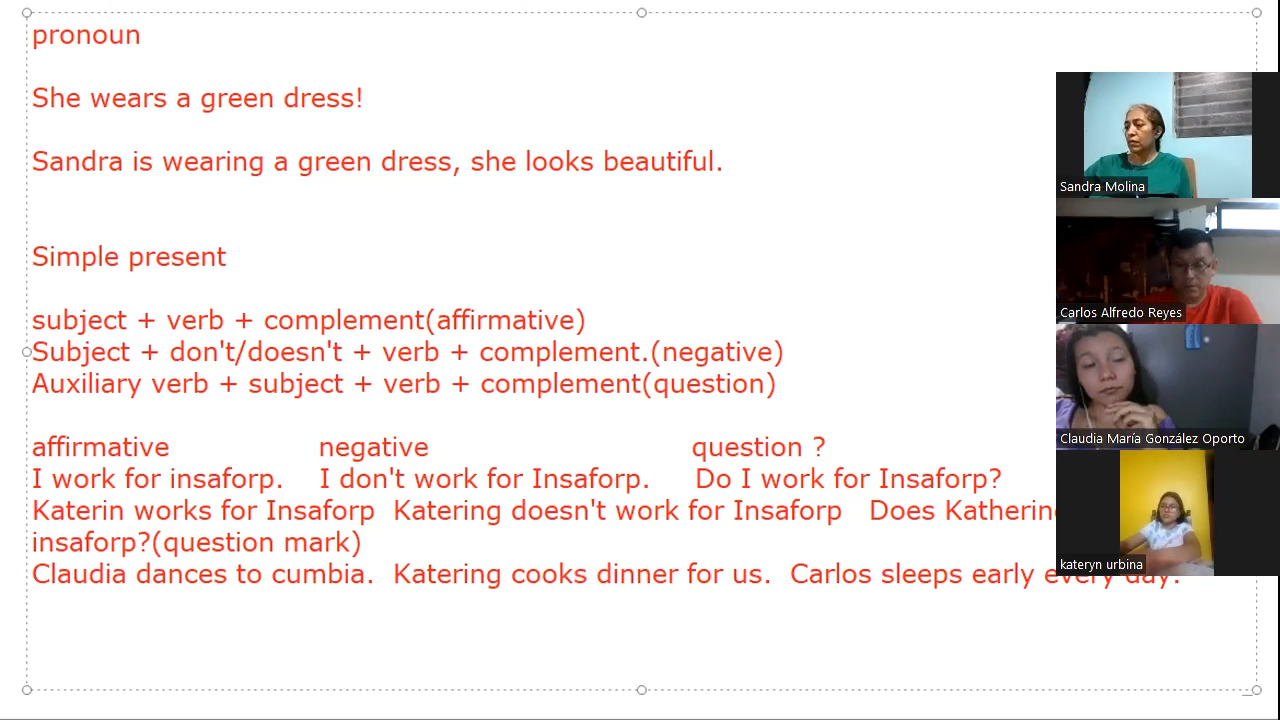 pronoun
She wears a green dress!
Sandra is wearing a green dress, she looks beautiful.
Simple present
subject + verb + complement(affirmative)
Subject + don't/doesn't + verb + complement.(negative)
Auxiliary verb + subject + verb + complement(question)
affirmative negative question ?
I work for insaforp. I don't work for Insaforp. Do I work for Insaforp?
Katerin works for Insaforp Katering doesn't work for Insaforp Does
insaforp?(question mark)
Claudia dances to cumbia. Katering cooks dinner for us. Carlos sleeps early every day.
Sandra Molina
Carlos Alfredo Reyes
Claudia María González Oporto
kateryn urbina